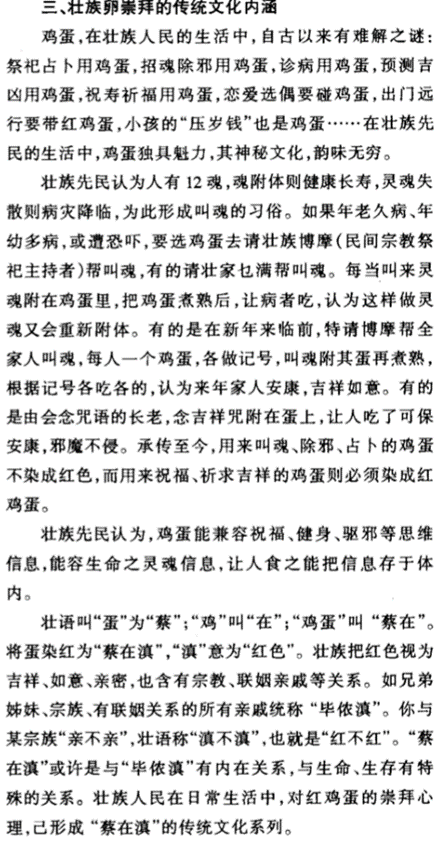 三、壮族卵崇拜的传统文化内涵
鸡蛋,在壮族人民的生活中,自古以来有难解之谜:
祭祀占卜用鸡蛋,招魂除邪用鸡蛋,诊病用鸡蛋,预测吉
凶用鸡蛋,祝寿祈福用鸡蛋,恋爱选偶要碰鸡蛋,出门远
行要带红鸡蛋,小孩的“压岁钱”也是鸡蛋……在壮族先
民的生活中,鸡蛋独具魁力,其神秘文化,韵味无穷。
壮族先民认为人有12魂,魂附体则健康长寿,灵魂失
散则病灾降临,为此形成叫魂的习俗。如果年老久病、年
幼多病,或遭恐吓,要选鸡蛋去请壮族博摩(民间宗教祭
祀主持者)帮叫魂,有的请壮家乜满帮叫魂。每当叫来灵
魂附在鸡蛋里,把鸡蛋煮熟后,让病者吃,认为这样做灵
魂又会重新附体。有的是在新年来临前,特请博摩帮全
家人叫魂,每人一个鸡蛋,各做记号,叫魂附其蛋再煮熟,
根据记号各吃各的,认为来年家人安康,吉祥如意。有的
是由会念咒语的长老,念吉祥咒附在蛋上,让人吃了可保
安康,邪魔不侵。承传至今,用来叫魂、除邪、占卜的鸡蛋
不染成红色,而用来祝福、祈求吉祥的鸡蛋则必须染成红
鸡蛋。
壮族先民认为,鸡蛋能兼容祝福、健身、驱邪等思维
信息,能容生命之灵魂信息,让人食之能把信息存于体
内。
壮语叫“蛋”为“蔡”;“鸡”叫“在”;“鸡蛋”叫 “蔡在”。
将蛋染红为“蔡在滇”,“滇”意为“红色”。壮族把红色视为
吉祥、如意、亲密,也含有宗教、联姻亲戚等关系。如兄弟
姊妹、宗族、有联姻关系的所有亲戚统称 “毕侬滇”。你与
某宗族“亲不亲”,壮语称“滇不滇”,也就是“红不红”。“蔡
在滇”或许是与“毕侬滇”有内在关系,与生命、生存有特
殊的关系。壮族人民在日常生活中,对红鸡蛋的崇拜心
理,己形成 “蔡在滇”的传统文化系列。